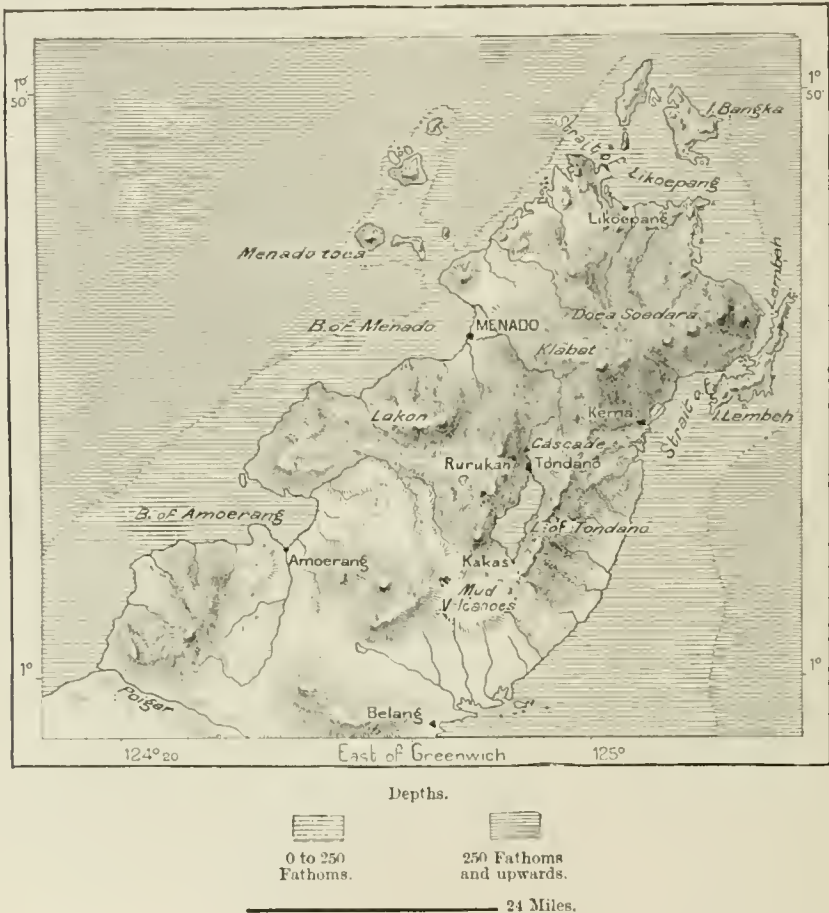 1°
50'
1°
50'
I. Bangka
Strait of
Likoepang
Likoepang
Menado toea
Lembeh
B. of Menado
MENADO
Doea Soedara
Klabat
Strait of
I. Lembeh
Lokon
Kema
Cascade
Rurukan
Tondano
B. of Amoerang
L. of Tondano
Amoerang
Kakas
Mud
Volcanoes
1°
1°
Poigar
Belang
124° 20
East of Greenwich
125°
Depths.
0 to 250
Fathoms.
250 Fathoms
and upwards.
24 Miles.